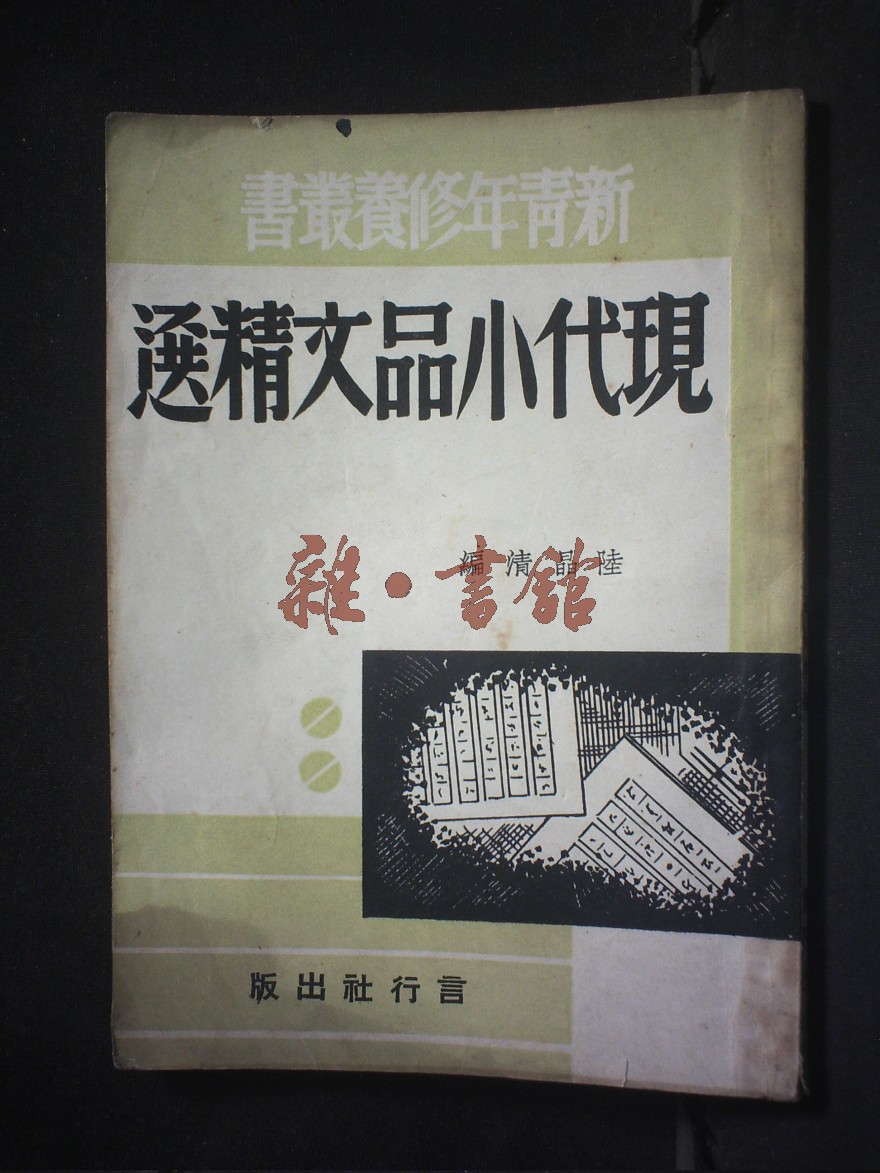 新青年修養叢書
現代小品文精選
陸晶清編
雜·書館
言行社出版